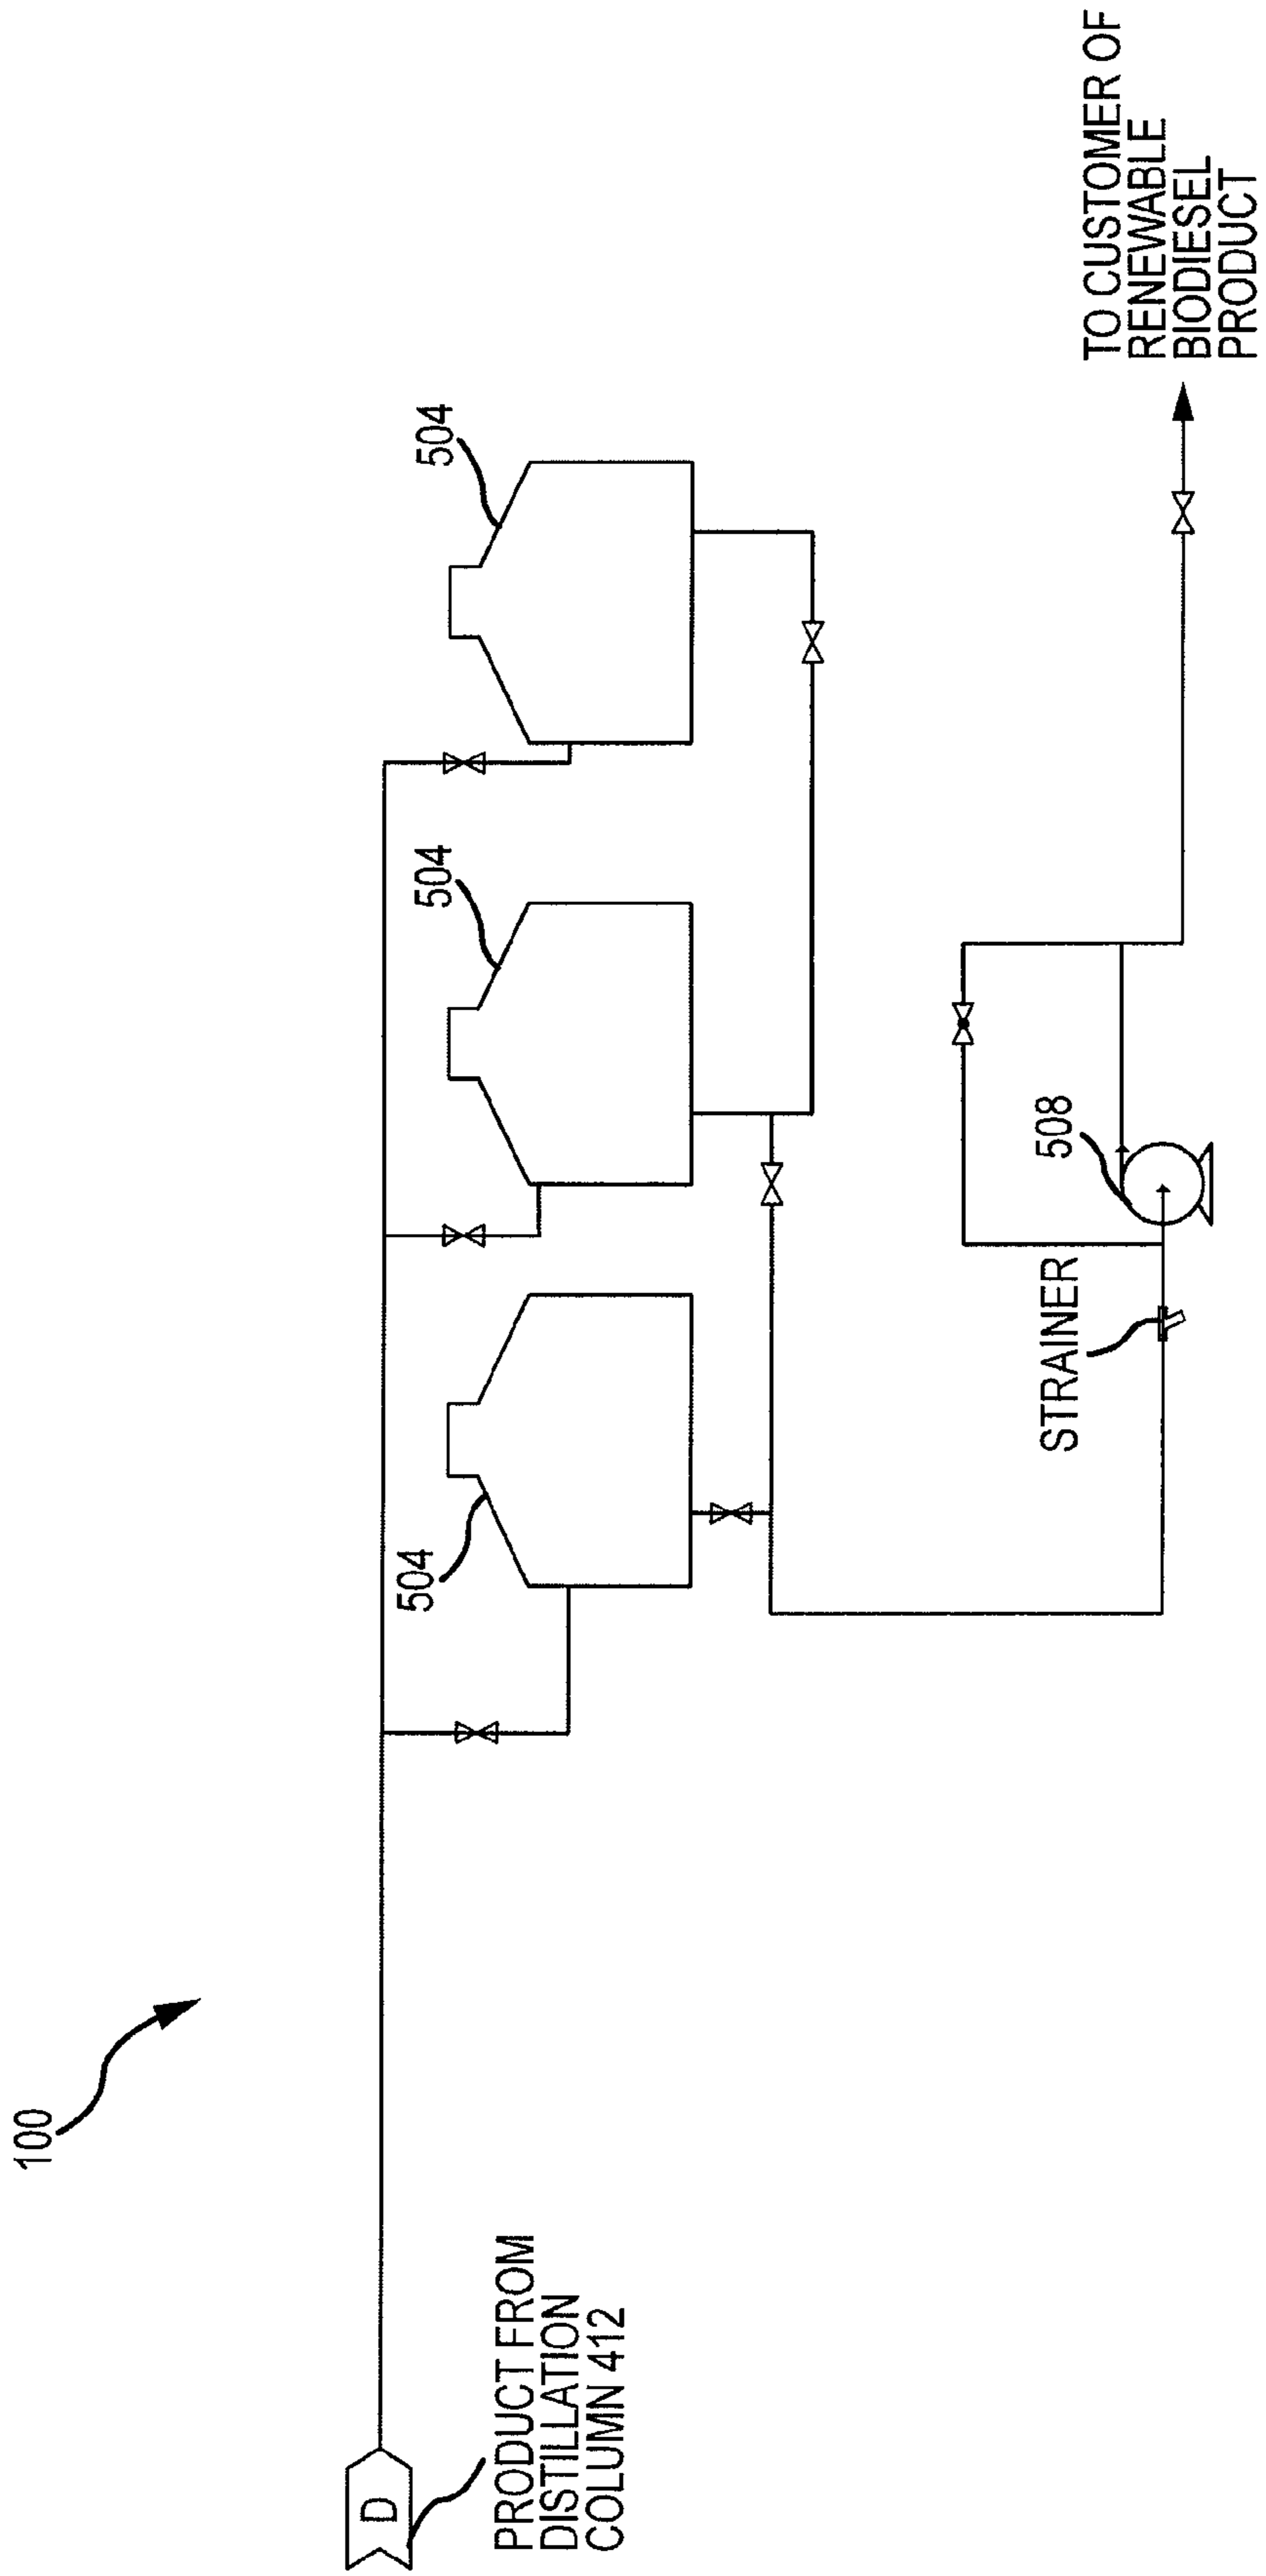 100
D
PRODUCT FROM
DISTILLATION
COLUMN 412
504
504
504
STRAINER
508
TO CUSTOMER OF
RENEWABLE
BIODIESEL
PRODUCT